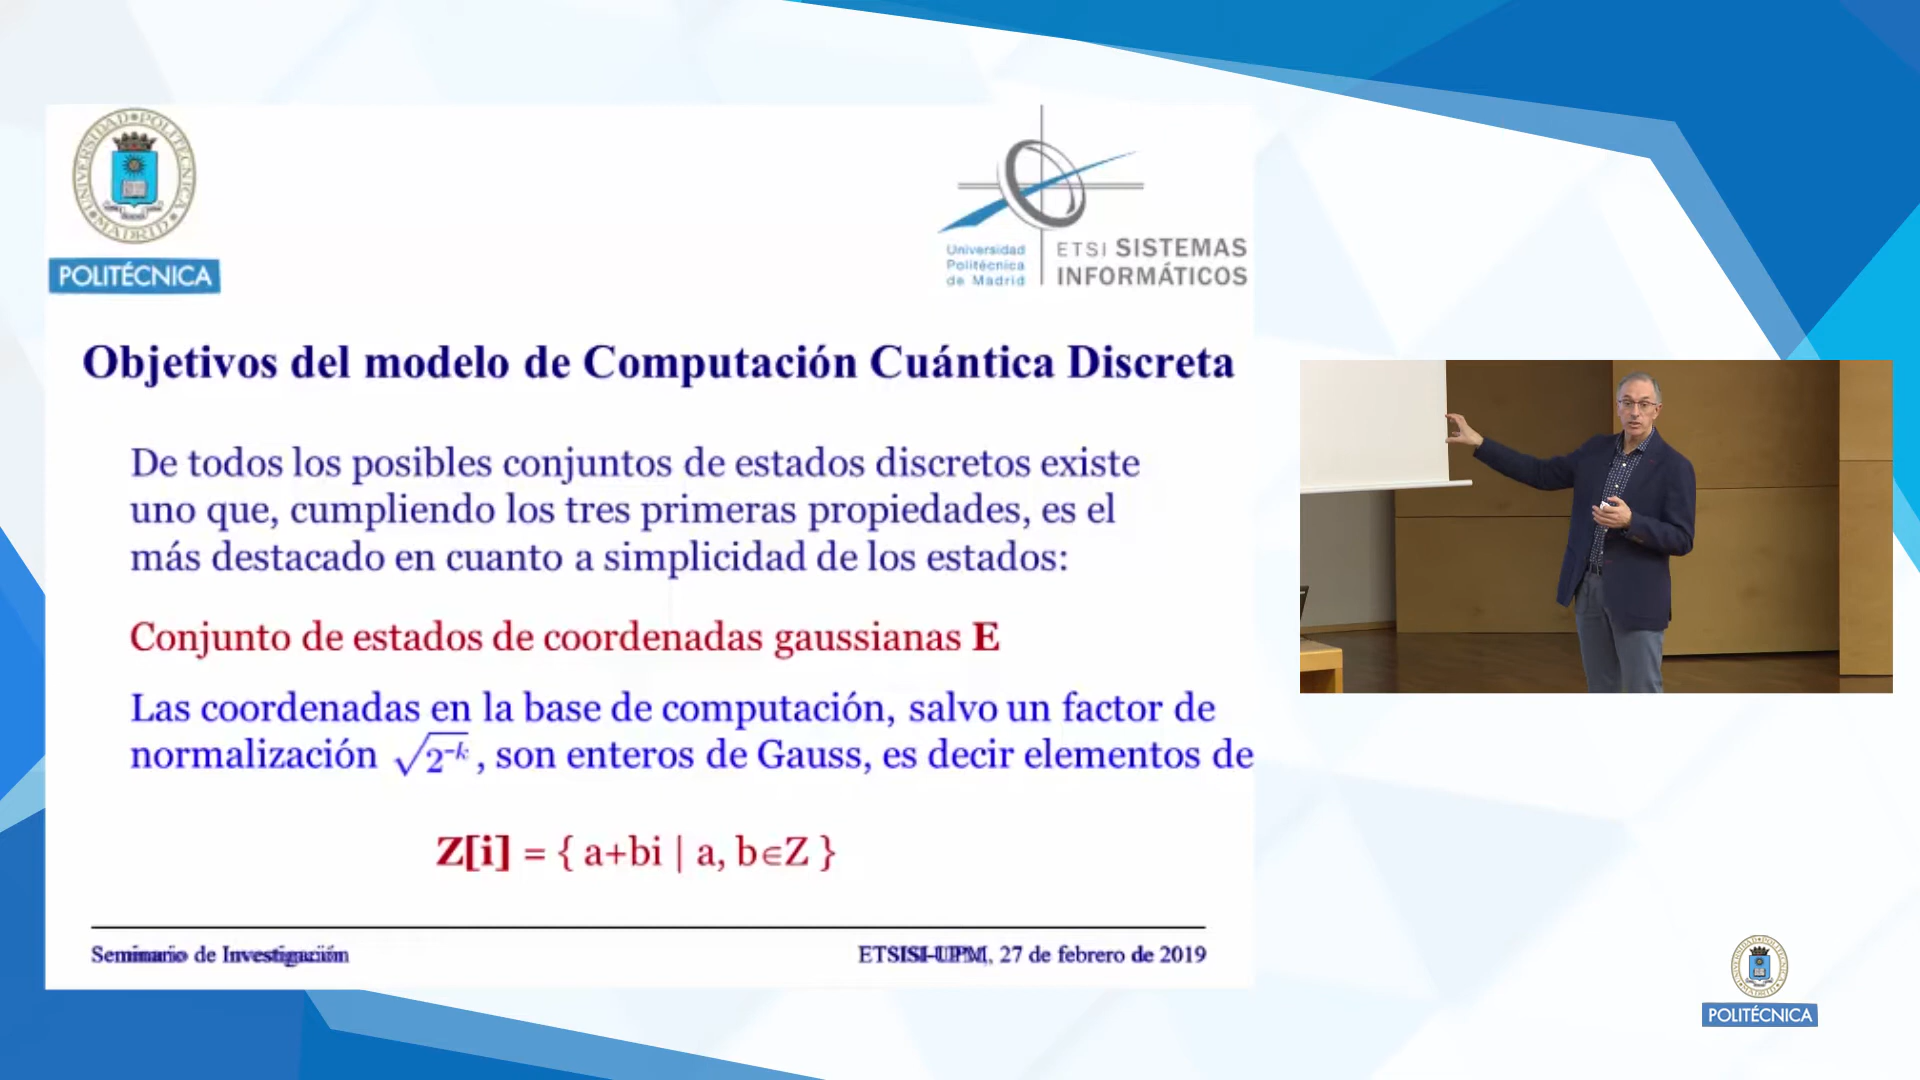 UNIVERSIDAD POLITÉCNICA
MADRID
POLITÉCNICA
Universidad
Politécnica
de Madrid
ETSI SISTEMAS
INFORMÁTICOS
Objetivos del modelo de Computación Cuántica Discreta
De todos los posibles conjuntos de estados discretos existe
uno que, cumpliendo los tres primeras propiedades, es el
más destacado en cuanto a simplicidad de los estados:
Conjunto de estados de coordenadas gaussianas E
Las coordenadas en la base de computación, salvo un factor de
normalización √2⁻ᵏ, son enteros de Gauss, es decir elementos de
Z[i] = { a+bi | a, b∈Z }
Seminario de Investigación
ETSISI-UPM, 27 de febrero de 2019
POLITÉCNICA